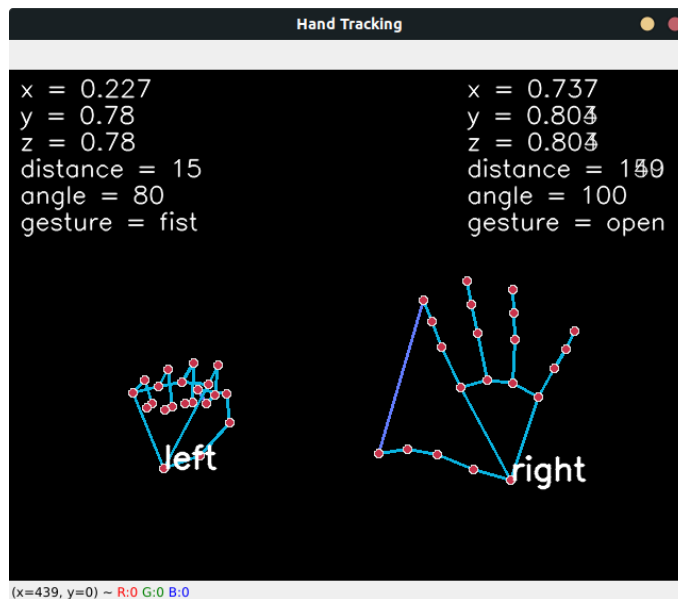 Hand Tracking
x = 0.227
y = 0.78
z = 0.78
distance = 15
angle = 80
gesture = fist
x = 0.737
y =
z =
distance =
angle = 100
gesture = open
left
right
(x=439, y=0) ~ R:0 G:0 B:0